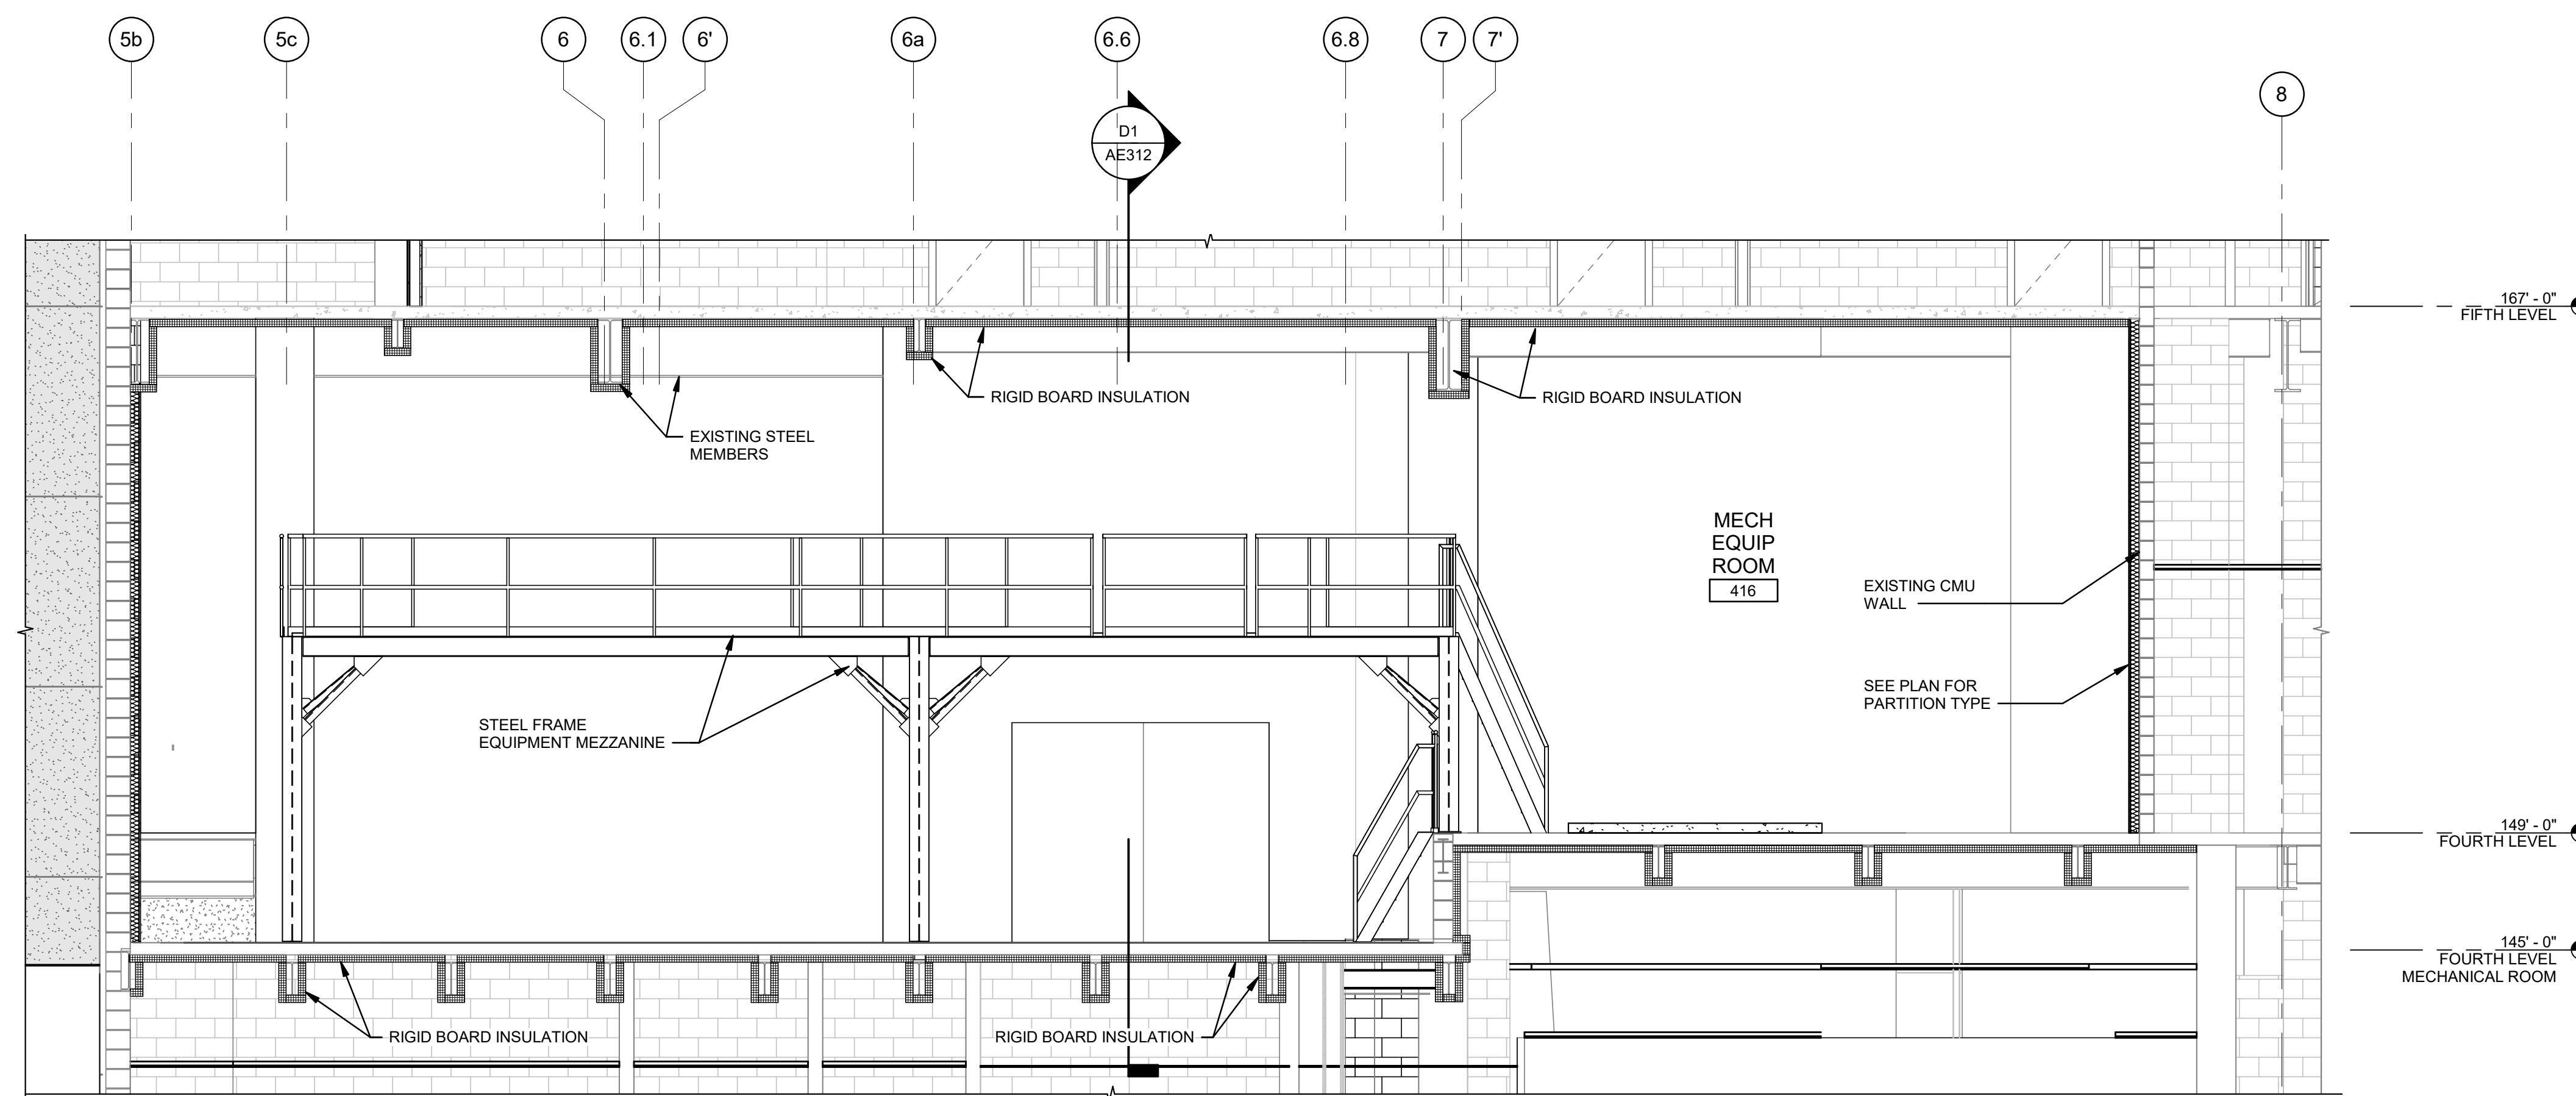 5b
5c
6
6.1
6'
6a
6.6
6.8
7
7'
8
D1
AE312
167' - 0"
FIFTH LEVEL
RIGID BOARD INSULATION
RIGID BOARD INSULATION
EXISTING STEEL
MEMBERS
MECH
EQUIP
ROOM
416
EXISTING CMU
WALL
SEE PLAN FOR
PARTITION TYPE
STEEL FRAME
EQUIPMENT MEZZANINE
149' - 0"
FOURTH LEVEL
145' - 0"
FOURTH LEVEL
MECHANICAL ROOM
RIGID BOARD INSULATION
RIGID BOARD INSULATION